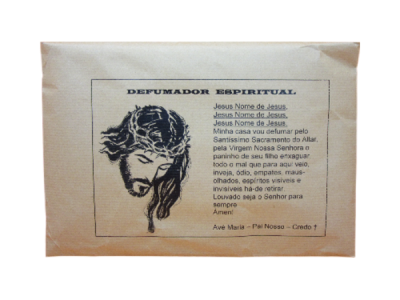 DEFUMADOR ESPIRITUAL
Jesus Nome de Jesus,
Jesus Nome de Jesus,
Jesus Nome de Jesus,
Minha casa vou defumar pelo
Santissimo Sacramento do Altar,
pela Virgem Nossa Senhora e
paninho de seu filho enxaguar
todo o mal que para aqui veio,
inveja, ódio, empatos, maus-
olhados, espíritos visíveis e
invisíveis há-de retirar.
Louvado seja o Senhor para
sempre
Ámen!
Avé Maria – Pai Nosso – Credo †